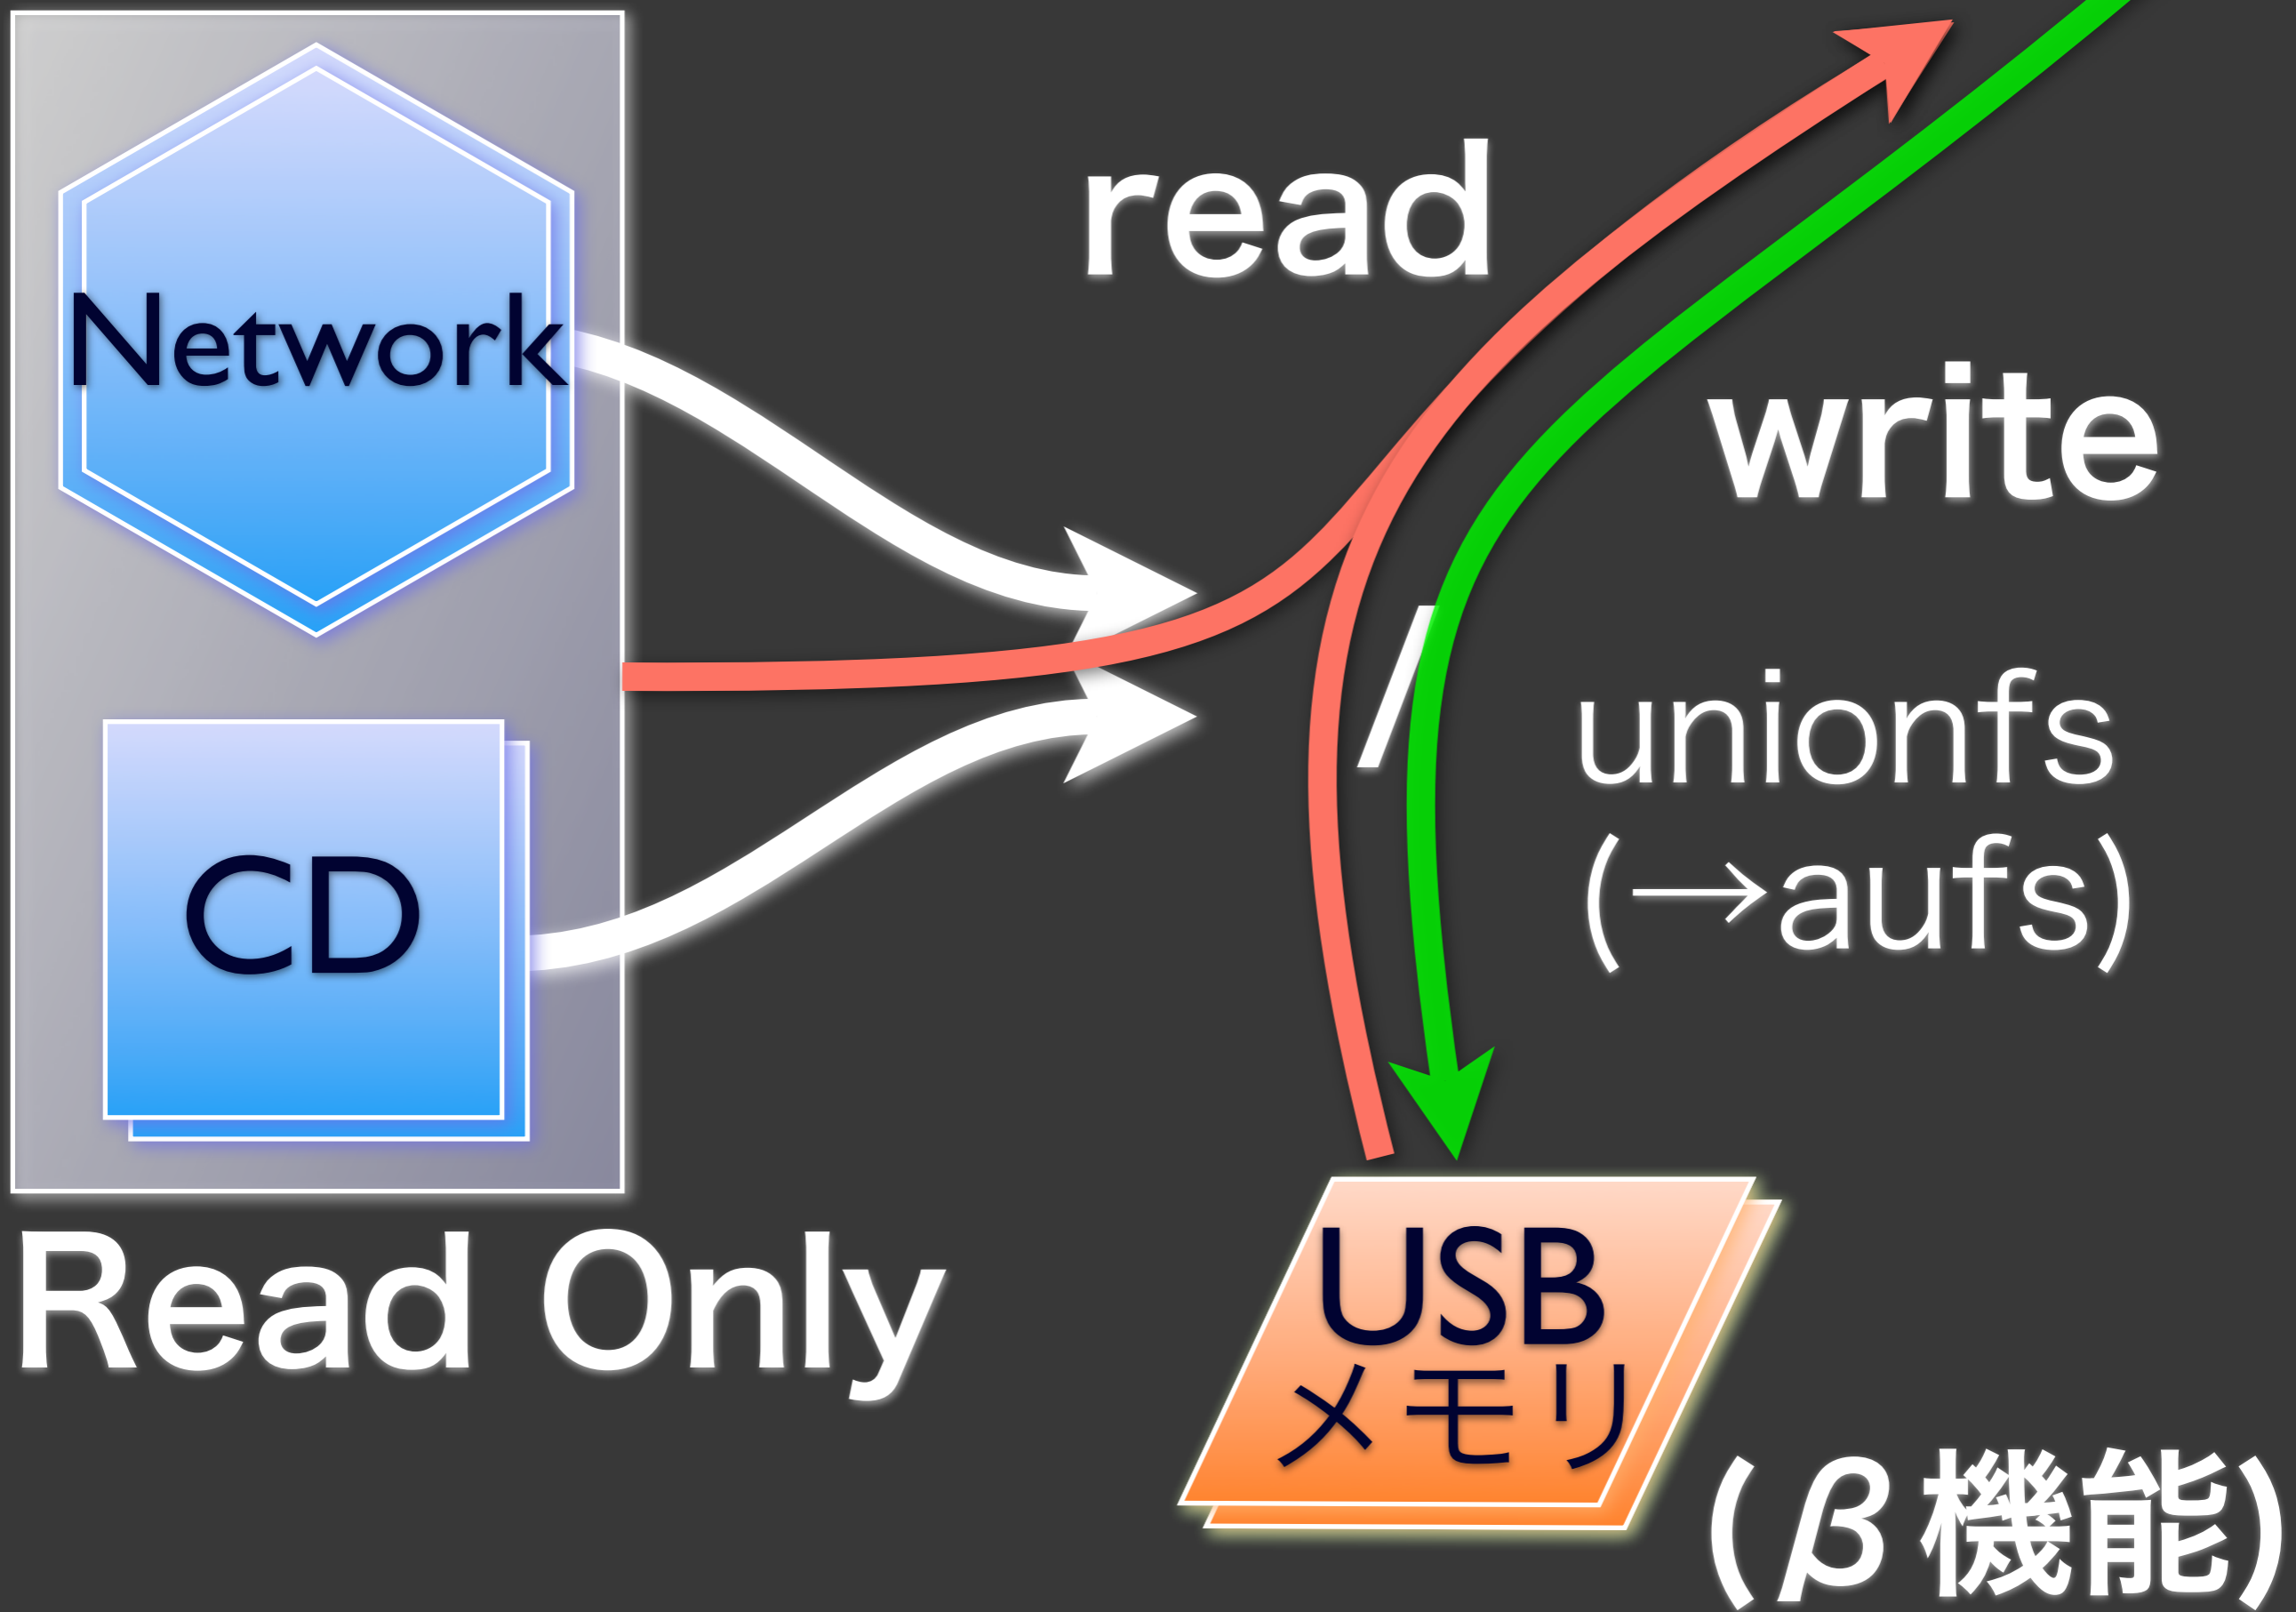 Network
read
write
/
unionfs
(→aufs)
CD
Read Only
USB
メモリ
(β機能)